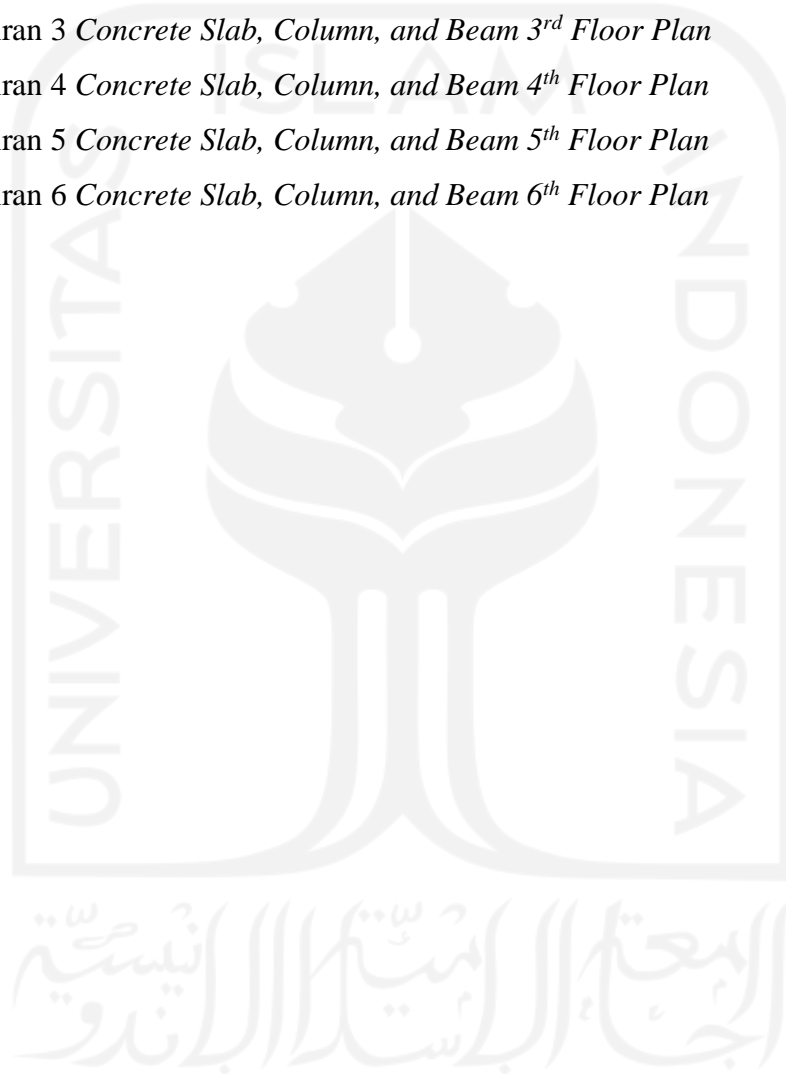 ran 3 Concrete Slab, Column, and Beam 3rd Floor Plan
ran 4 Concrete Slab, Column, and Beam 4th Floor Plan
ran 5 Concrete Slab, Column, and Beam 5th Floor Plan
ran 6 Concrete Slab, Column, and Beam 6th Floor Plan
UNIVERSITAS
ISLAM
INDONESIA